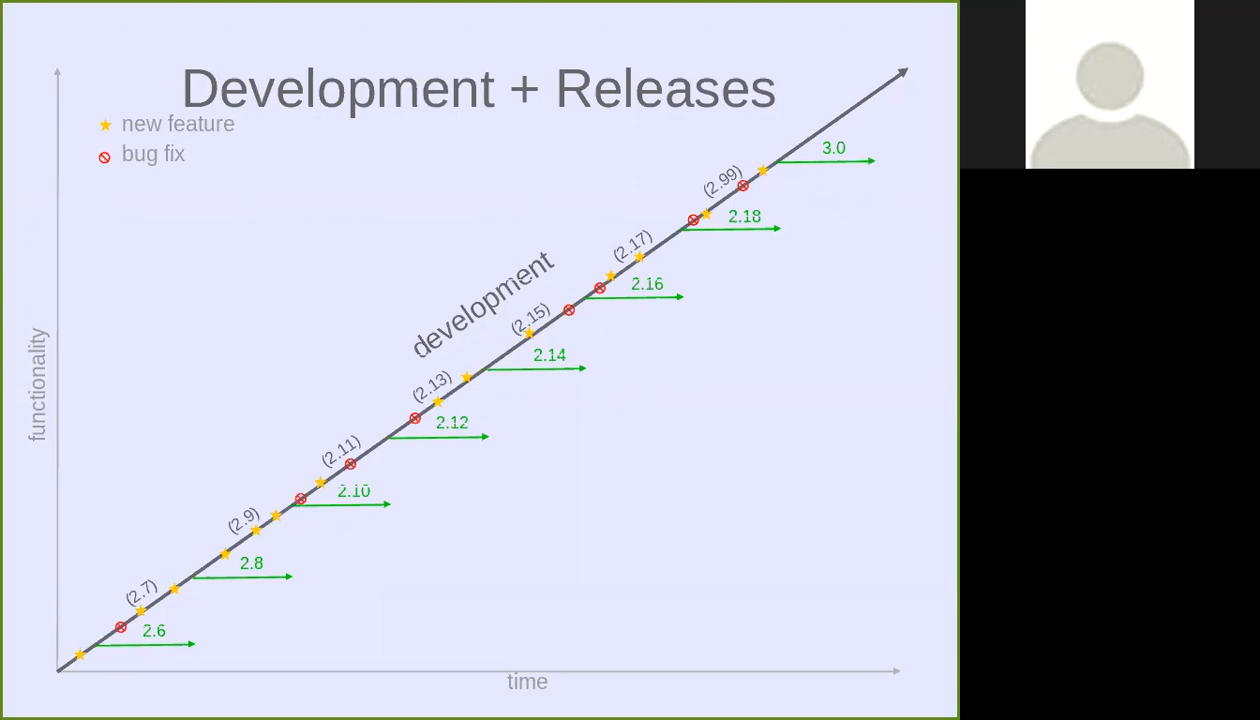 Development + Releases
new feature
bug fix
3.0
(2.99)
2.18
(2.17)
2.16
development
(2.15)
2.14
(2.13)
2.12
(2.11)
2.10
(2.9)
2.8
(2.7)
2.6
functionality
time